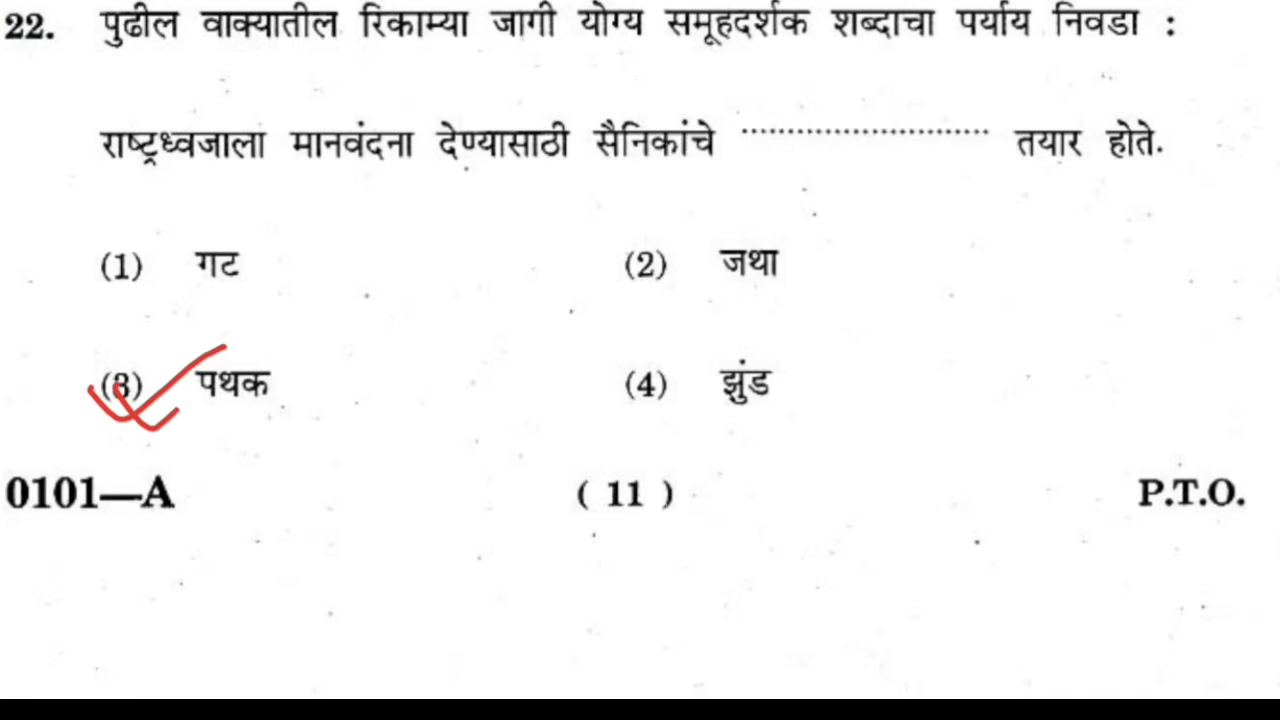 22. पुढील वाक्यातील रिकाम्या जागी योग्य समूहदर्शक शब्दाचा पर्याय निवडा :
राष्ट्रध्वजाला मानवंदना देण्यासाठी सैनिकांचे ........................... तयार होते.
(1) गट (2) जथा
(3) पथक (4) झुंड
0101—A ( 11 ) P.T.O.